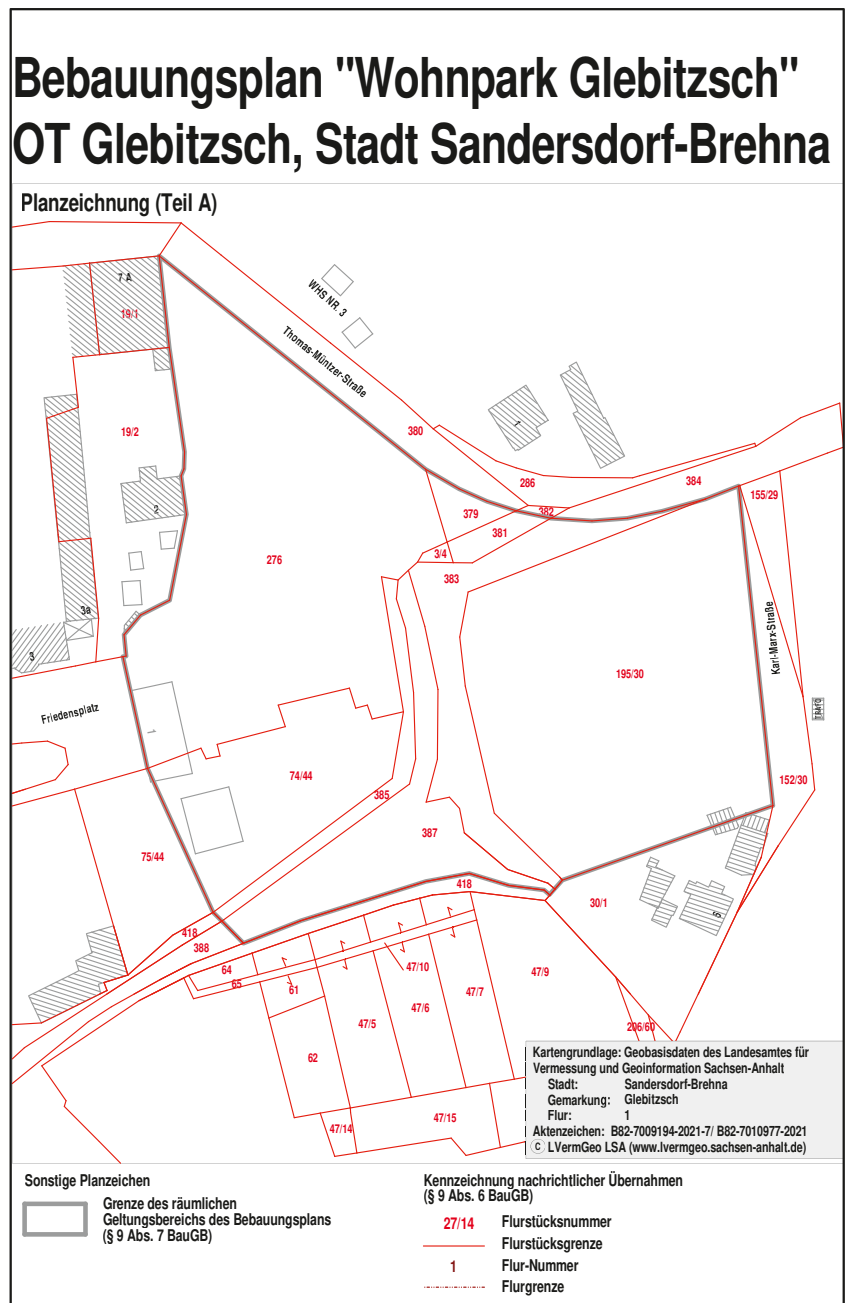 Bebauungsplan "Wohnpark Glebitzsch"
OT Glebitzsch, Stadt Sandersdorf-Brehna
Planzeichnung (Teil A)
7 A
19/1
WHS NR. 3
Thomas-Müntzer-Straße
19/2
380
1
286
384
155/29
2
379
382
381
276
3/4
383
3a
3
Karl-Marx-Straße
195/30
TRAFO
Friedensplatz
1
74/44
385
152/30
387
75/44
418
30/1
6
418
388
64
65
61
47/10
47/9
47/7
47/6
47/5
62
206/60
47/14
47/15
Kartengrundlage: Geobasisdaten des Landesamtes für
Vermessung und Geoinformation Sachsen-Anhalt
Stadt: Sandersdorf-Brehna
Gemarkung: Glebitzsch
Flur: 1
Aktenzeichen: B82-7009194-2021-7/ B82-7010977-2021
© LVermGeo LSA (www.lvermgeo.sachsen-anhalt.de)
Sonstige Planzeichen
Grenze des räumlichen
Geltungsbereichs des Bebauungsplans
(§ 9 Abs. 7 BauGB)
Kennzeichnung nachrichtlicher Übernahmen
(§ 9 Abs. 6 BauGB)
27/14 Flurstücksnummer
Flurstücksgrenze
1 Flur-Nummer
Flurgrenze